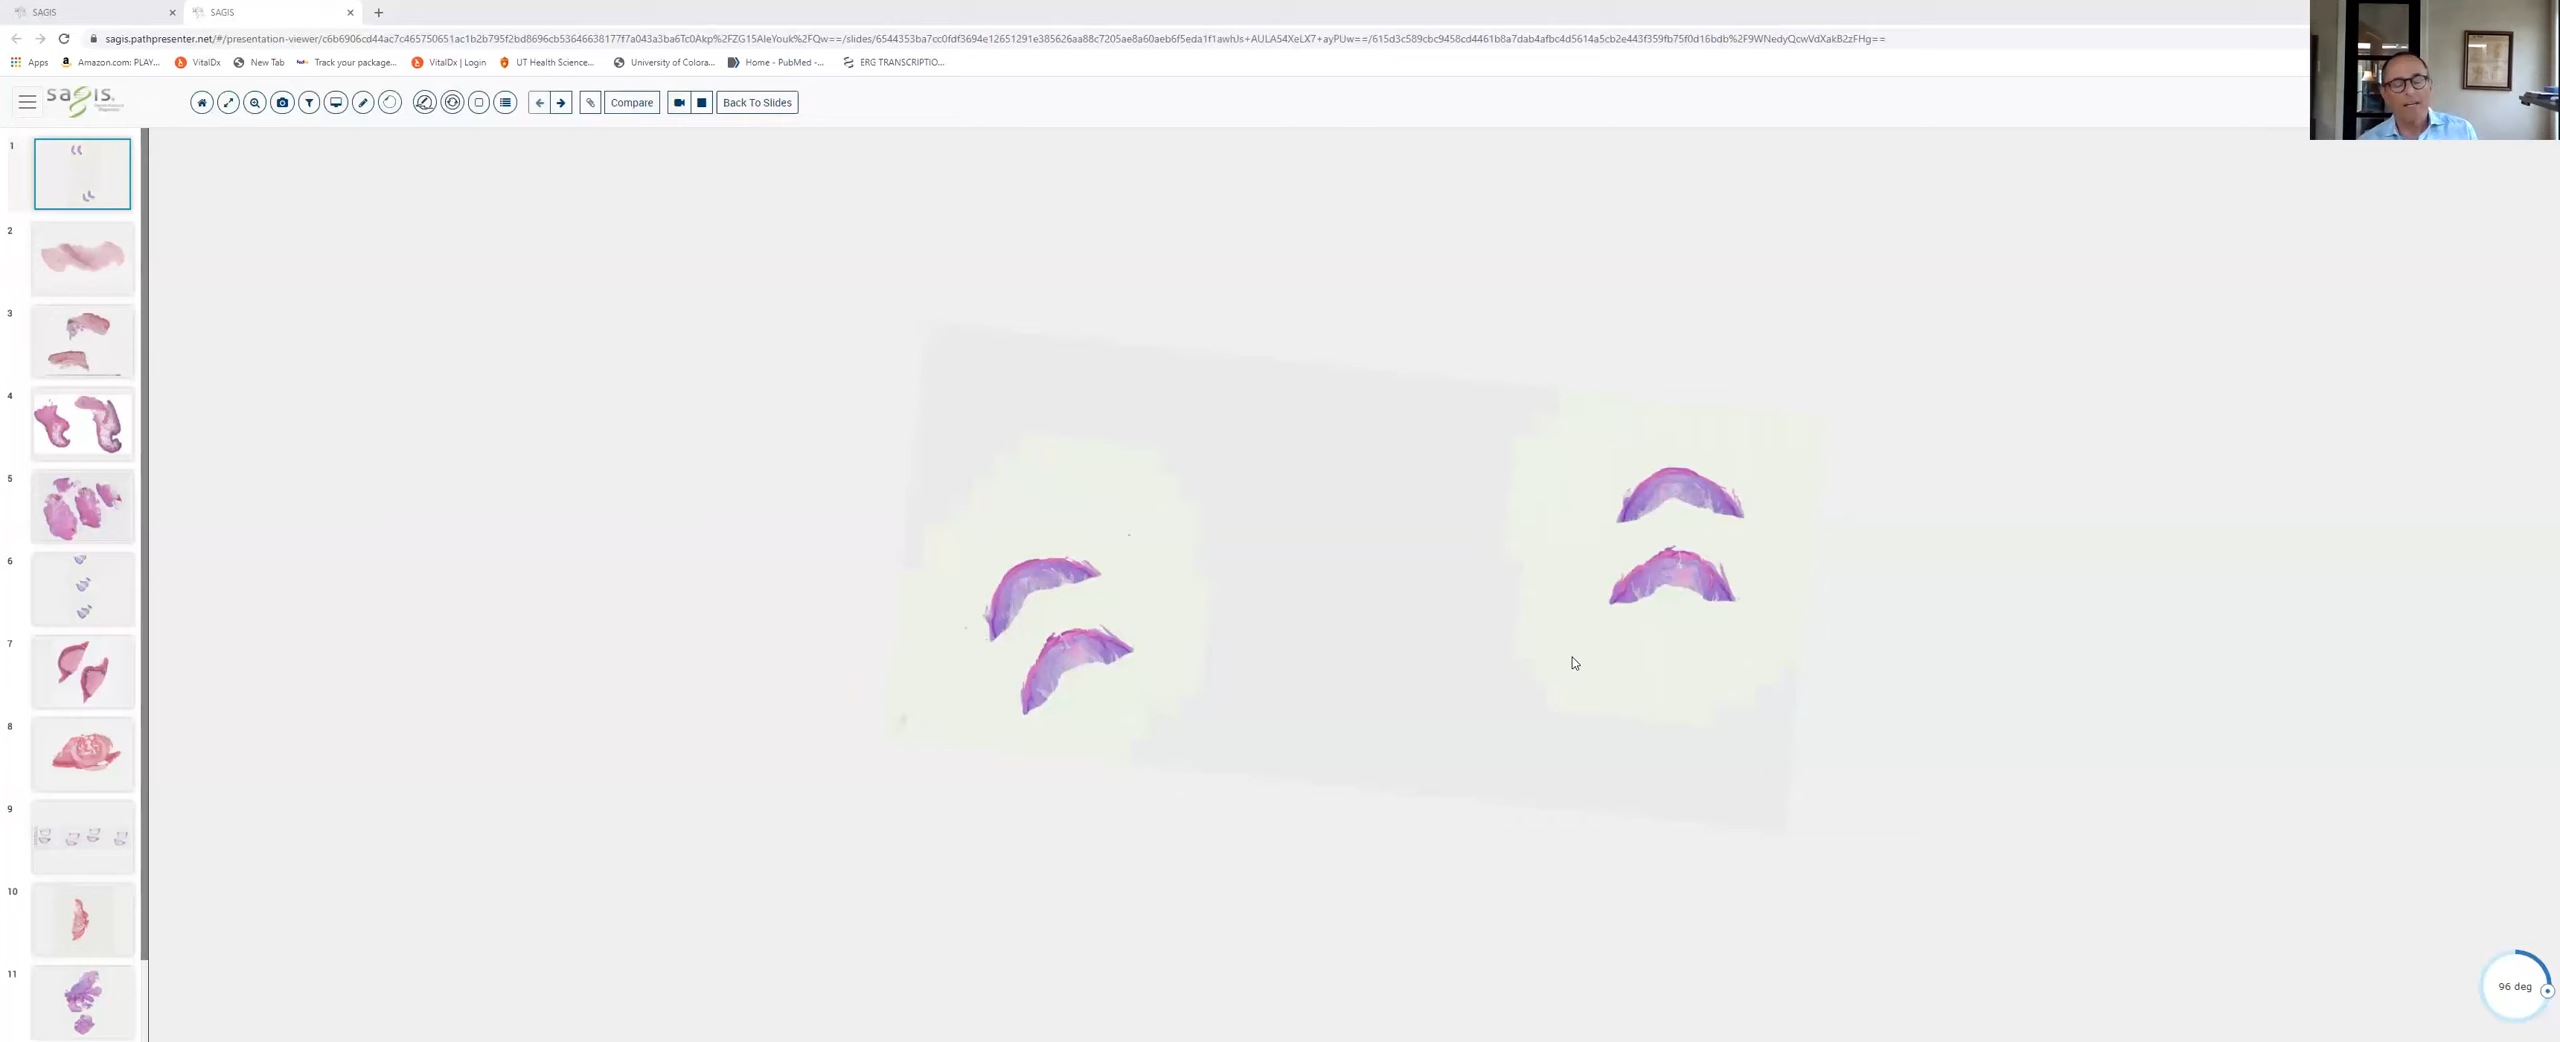 SAGIS
SAGIS
sagis.pathpresenter.net/#/presentation-viewer/c6b6906cd44ac7c465750651ac1b2b795f2bd8696cb53646638177f7a043a3ba6Tc0Akp%2FZG15AleYouk%2FQw==/slides/6544353ba7cc0fdf3694e12651291e385626aa88c7205ae8a60aeb6f5eda1f1awhJs+AULA54XeLX7+ayPUw==/615d3c589cbc9458cd4461b8a7dab4afbc4d5614a5cb2e443f359fb75f0d16bdb%2F9WNedyQcwVdXakB2zFHg==
Apps Amazon.com: PLAY... VitalDx New Tab Track your package... VitalDx | Login UT Health Science... University of Colora... Home - PubMed -... ERG TRANSCRIPTIO...
sagis Compare Back To Slides
1
2
3
4
5
6
7
8
9
10
11
96 deg